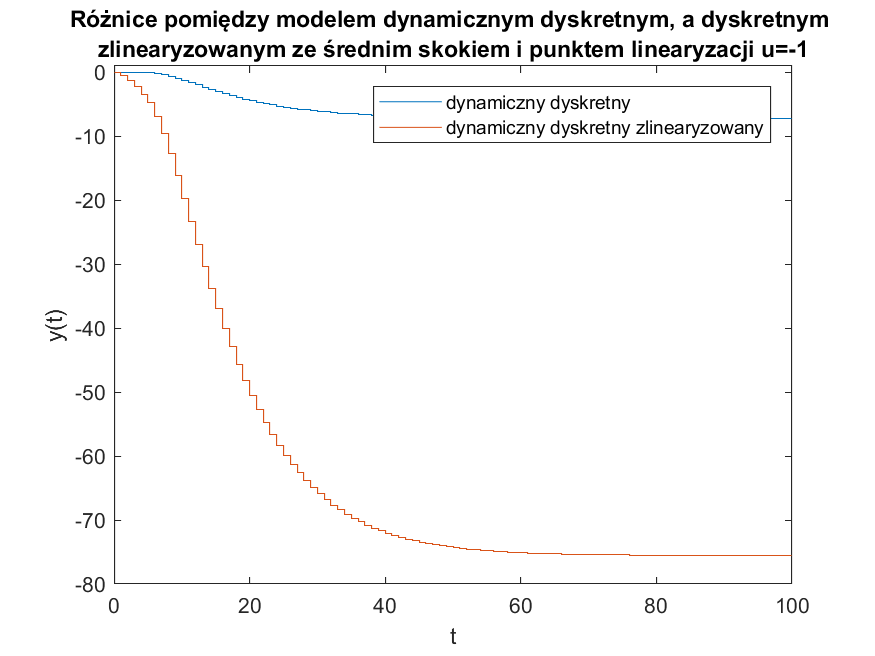 Różnice pomiędzy modelem dynamicznym dyskretnym, a dyskretnym
zlinearyzowanym ze średnim skokiem i punktem linearyzacji u=-1
dynamiczny dyskretny
dynamiczny dyskretny zlinearyzowany
0
-10
-20
-30
-40
-50
-60
-70
-80
y(t)
0 20 40 60 80 100
t